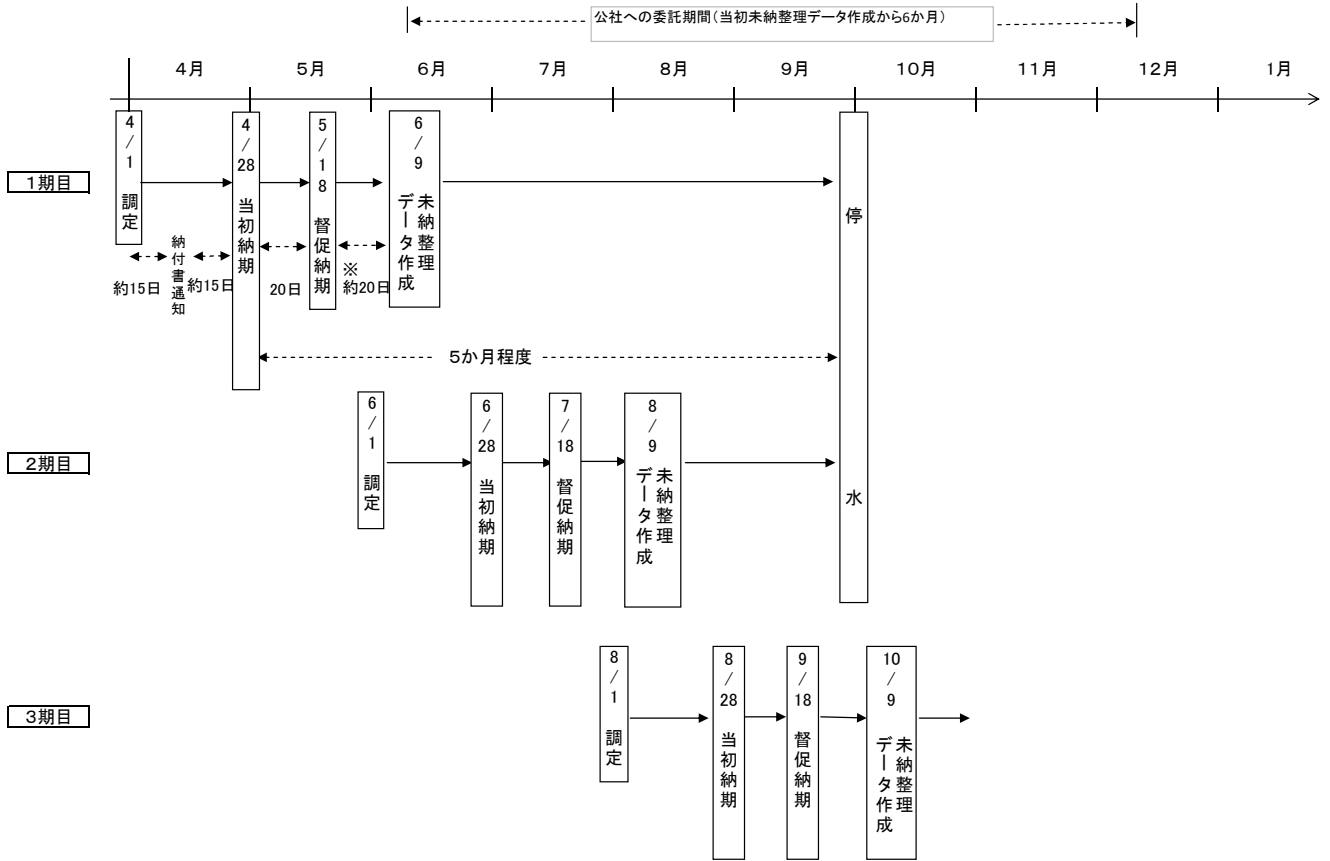 公社への委託期間(当初未納整理データ作成から6か月)
4月 5月 6月 7月 8月 9月 10月 11月 12月 1月
1期目
4/1 調定
約15日
納付書通知
約15日
4/28 当初納期
20日
5/18 督促納期
※
約20日
6/9 未納整理
データ作成
停水
5か月程度
2期目
6/1 調定
6/28 当初納期
7/18 督促納期
8/9 未納整理
データ作成
3期目
8/1 調定
8/28 当初納期
9/18 督促納期
10/9 未納整理
データ作成